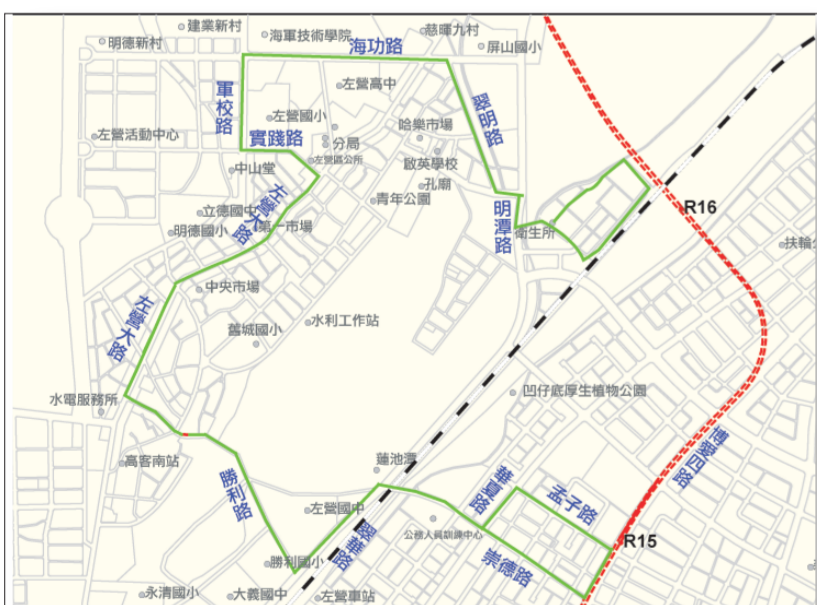 建業新村
海軍技術學院
慈暉九村
明德新村
海功路
屏山國小
軍校路
左營高中
翠明路
左營國小
哈樂市場
左營活動中心
實踐路
分局
左營區公所
啟英學校
中山堂
孔廟
青年公園
左營大路
立德國中
明潭路
R16
明德國小
第一市場
衛生所
扶輪公
中央市場
左營大路
舊城國小
水利工作站
水電服務所
凹仔底厚生植物公園
高客南站
蓮池潭
博愛四路
勝利路
華夏路
孟子路
左營國中
翠華路
公務人員訓練中心
R15
勝利國小
崇德路
永清國小
大義國中
左營車站